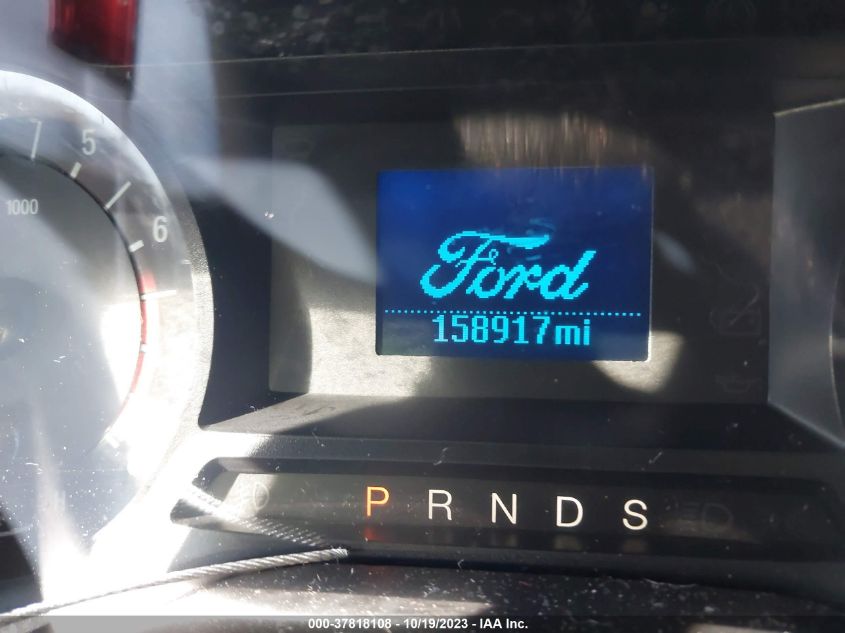 5
6
1000
Ford
158917mi
P R N D S
000-37818108 - 10/19/2023 - IAA Inc.